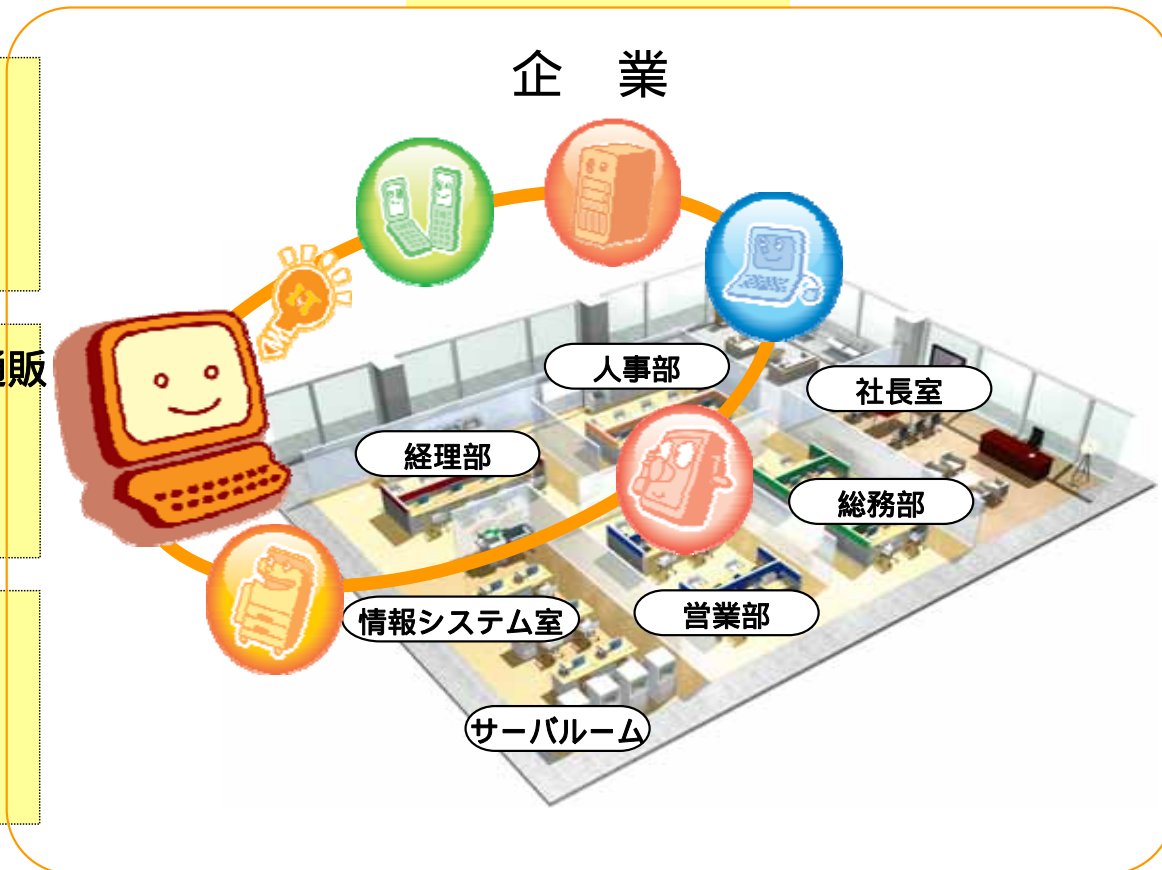 企　業
通販
人事部
社長室
経理部
総務部
情報システム室
営業部
サーバルーム